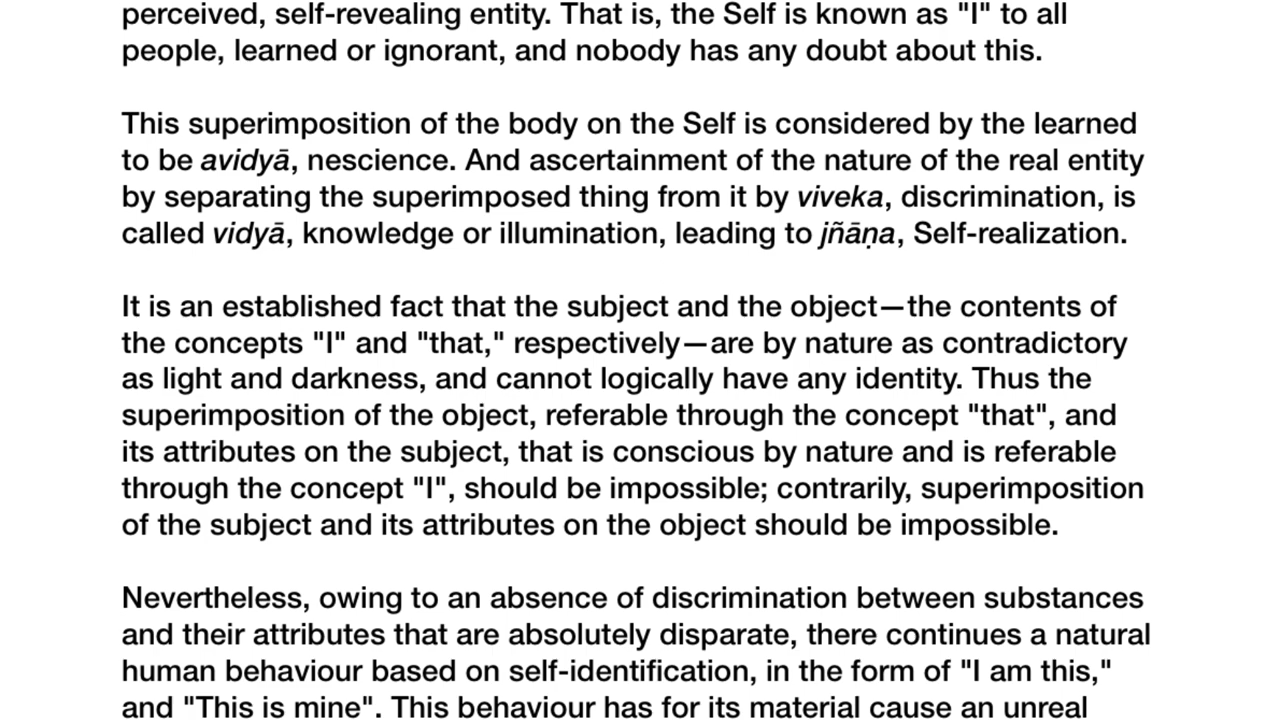 perceived, self-revealing entity. That is, the Self is known as "I" to all
people, learned or ignorant, and nobody has any doubt about this.
This superimposition of the body on the Self is considered by the learned
to be avidyā, nescience. And ascertainment of the nature of the real entity
by separating the superimposed thing from it by viveka, discrimination, is
called vidyā, knowledge or illumination, leading to jñāṇa, Self-realization.
It is an established fact that the subject and the object—the contents of
the concepts "I" and "that," respectively—are by nature as contradictory
as light and darkness, and cannot logically have any identity. Thus the
superimposition of the object, referable through the concept "that", and
its attributes on the subject, that is conscious by nature and is referable
through the concept "I", should be impossible; contrarily, superimposition
of the subject and its attributes on the object should be impossible.
Nevertheless, owing to an absence of discrimination between substances
and their attributes that are absolutely disparate, there continues a natural
human behaviour based on self-identification, in the form of "I am this,"
and "This is mine". This behaviour has for its material cause an unreal